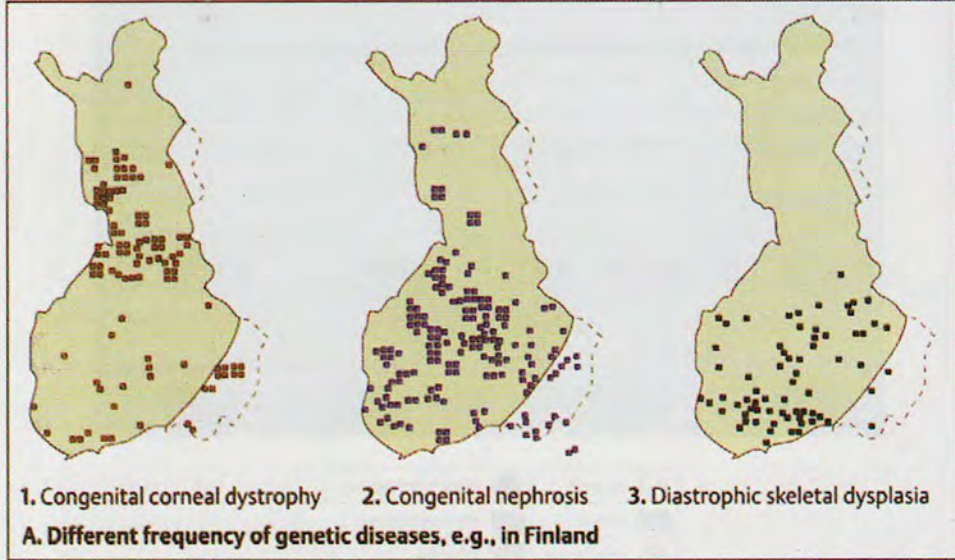 1. Congenital corneal dystrophy 2. Congenital nephrosis 3. Diastrophic skeletal dysplasia
A. Different frequency of genetic diseases, e.g., in Finland